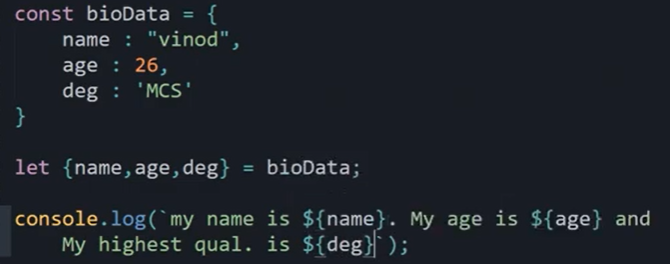 const bioData = {
    name : "vinod",
    age : 26,
    deg : 'MCS'
}
let {name,age,deg} = bioData;
console.log(`my name is ${name}. My age is ${age} and
    My highest qual. is ${deg}`);